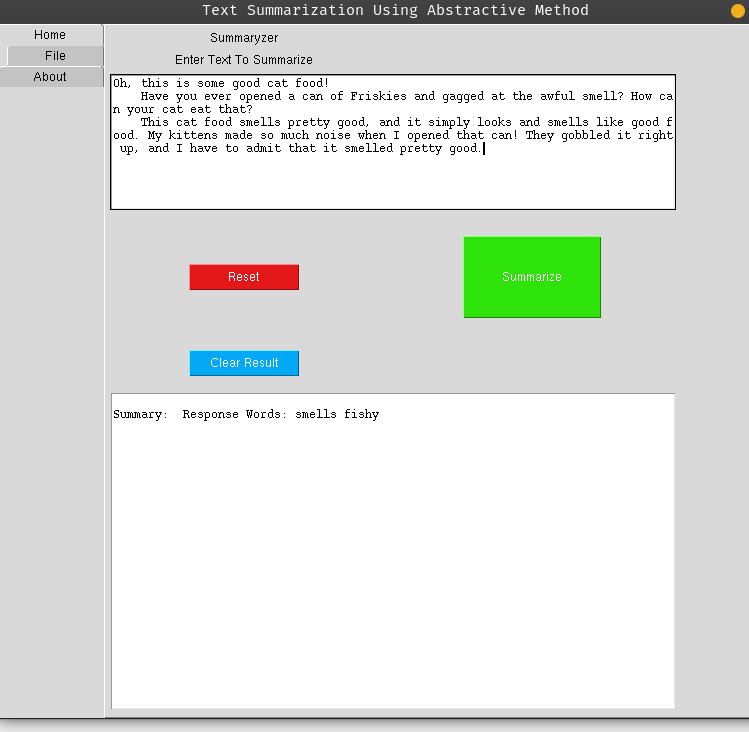 Text Summarization Using Abstractive Method
Home
File
About
Summaryzer
Enter Text To Summarize
Oh, this is some good cat food!
Have you ever opened a can of Friskies and gagged at the awful smell? How ca
n your cat eat that?
This cat food smells pretty good, and it simply looks and smells like good f
ood. My kittens made so much noise when I opened that can! They gobbled it right
up, and I have to admit that it smelled pretty good.
Reset
Summarize
Clear Result
Summary:  Response Words: smells fishy